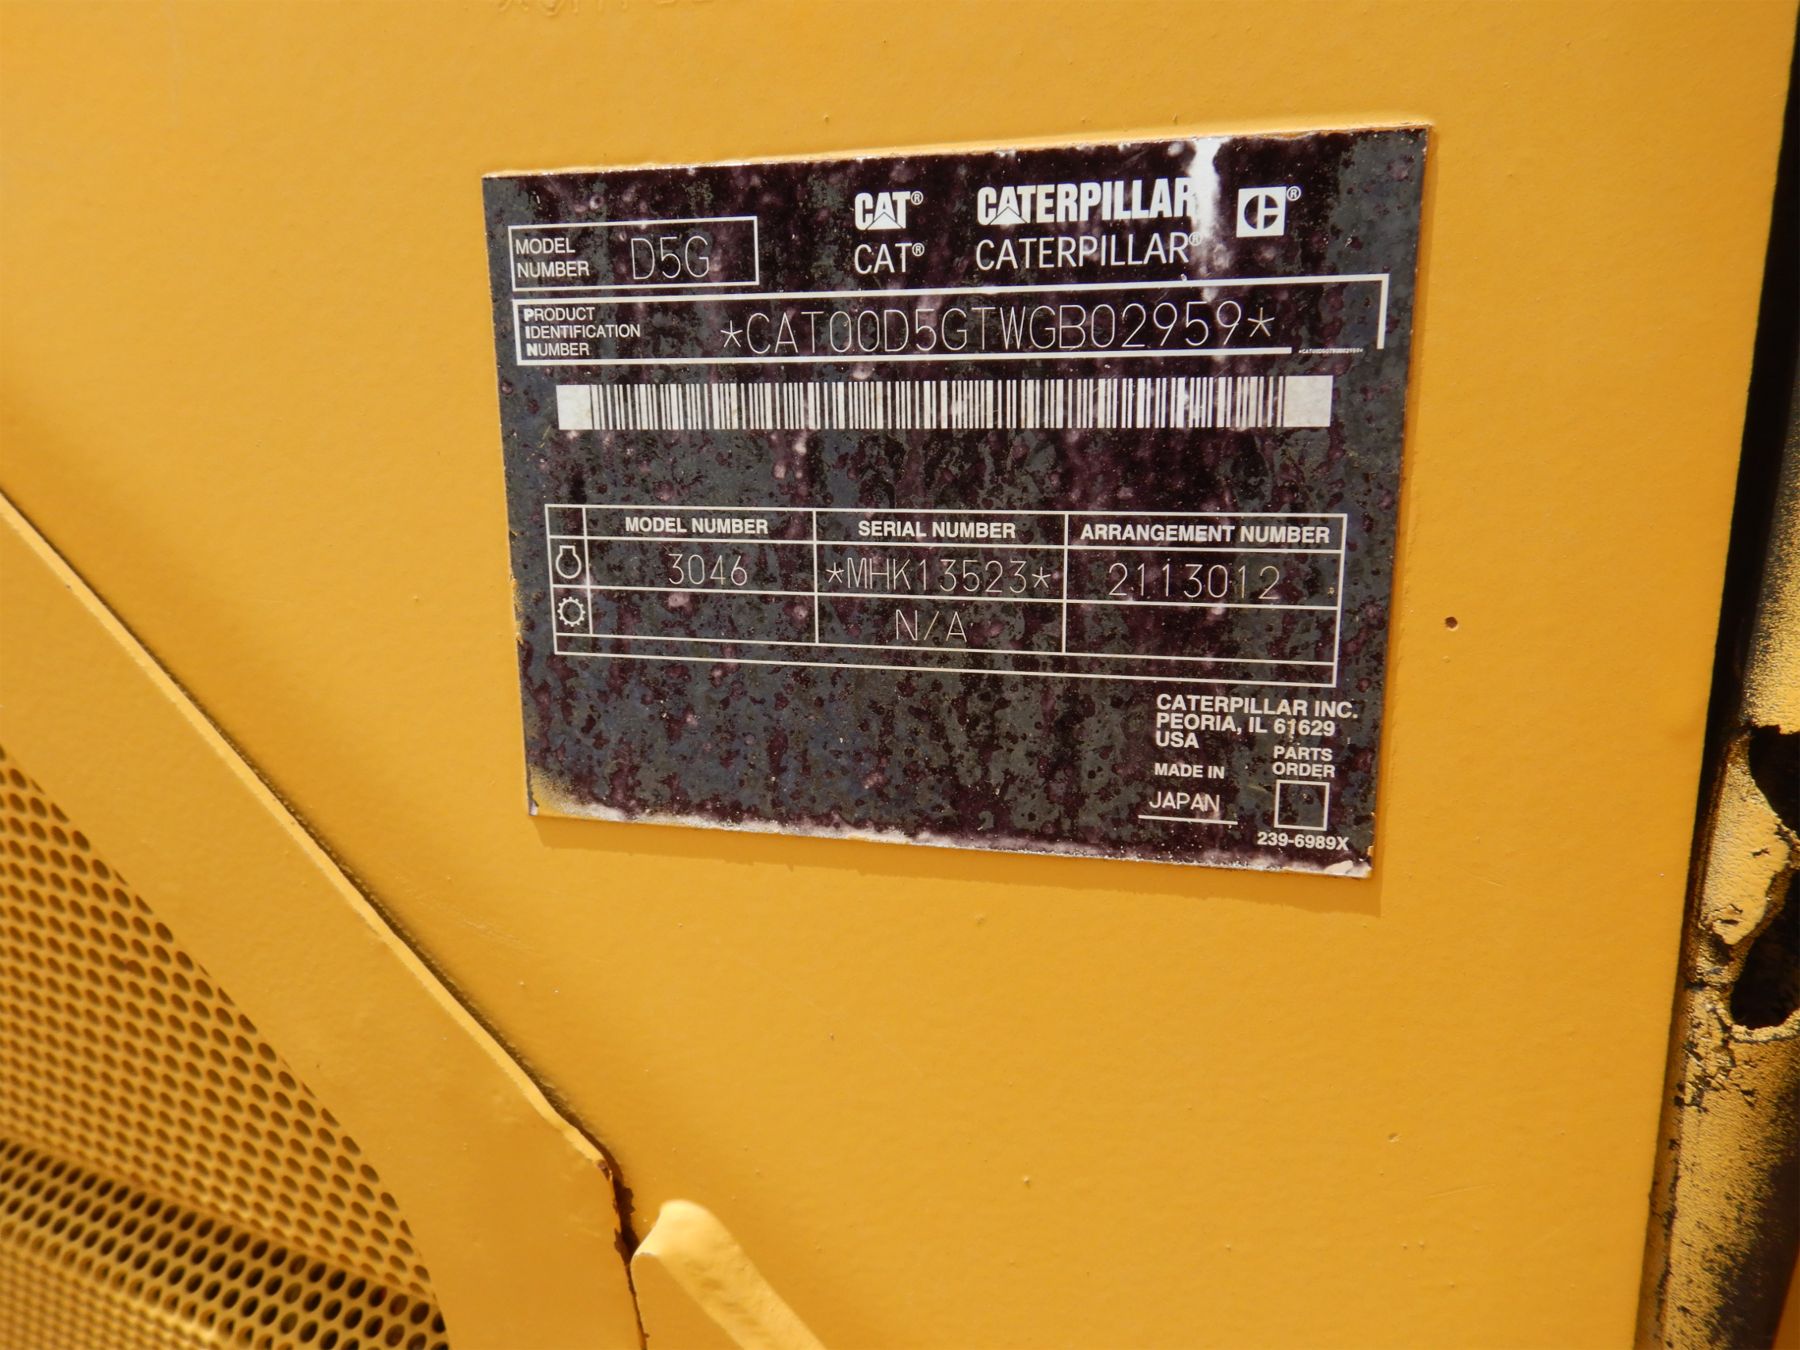 MODEL NUMBER D5G
CAT® CATERPILLAR ®
CAT® CATERPILLAR®
PRODUCT IDENTIFICATION NUMBER *CAT00D5GTWGB02959*
MODEL NUMBER SERIAL NUMBER ARRANGEMENT NUMBER
3046 *MHK13523* 2113012
N/A
CATERPILLAR INC.
PEORIA, IL 61629
USA
MADE IN
JAPAN
PARTS
ORDER
239-6989X